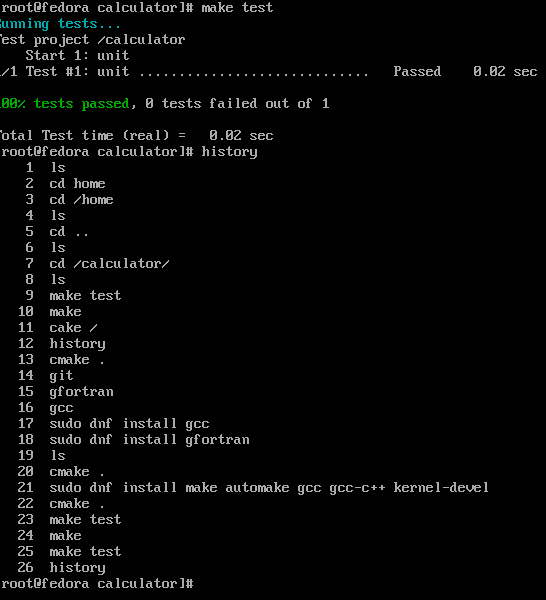 [root@fedora calculator]# make test
Running tests...
Test project /calculator
    Start 1: unit
1/1 Test #1: unit .............................   Passed    0.02 sec
100% tests passed, 0 tests failed out of 1
Total Test time (real) =   0.02 sec
[root@fedora calculator]# history
    1  ls
    2  cd home
    3  cd /home
    4  ls
    5  cd ..
    6  ls
    7  cd /calculator/
    8  ls
    9  make test
   10  make
   11  cake /
   12  history
   13  cmake .
   14  git
   15  gfortran
   16  gcc
   17  sudo dnf install gcc
   18  sudo dnf install gfortran
   19  ls
   20  cmake .
   21  sudo dnf install make automake gcc gcc-c++ kernel-devel
   22  cmake .
   23  make test
   24  make
   25  make test
   26  history
[root@fedora calculator]#